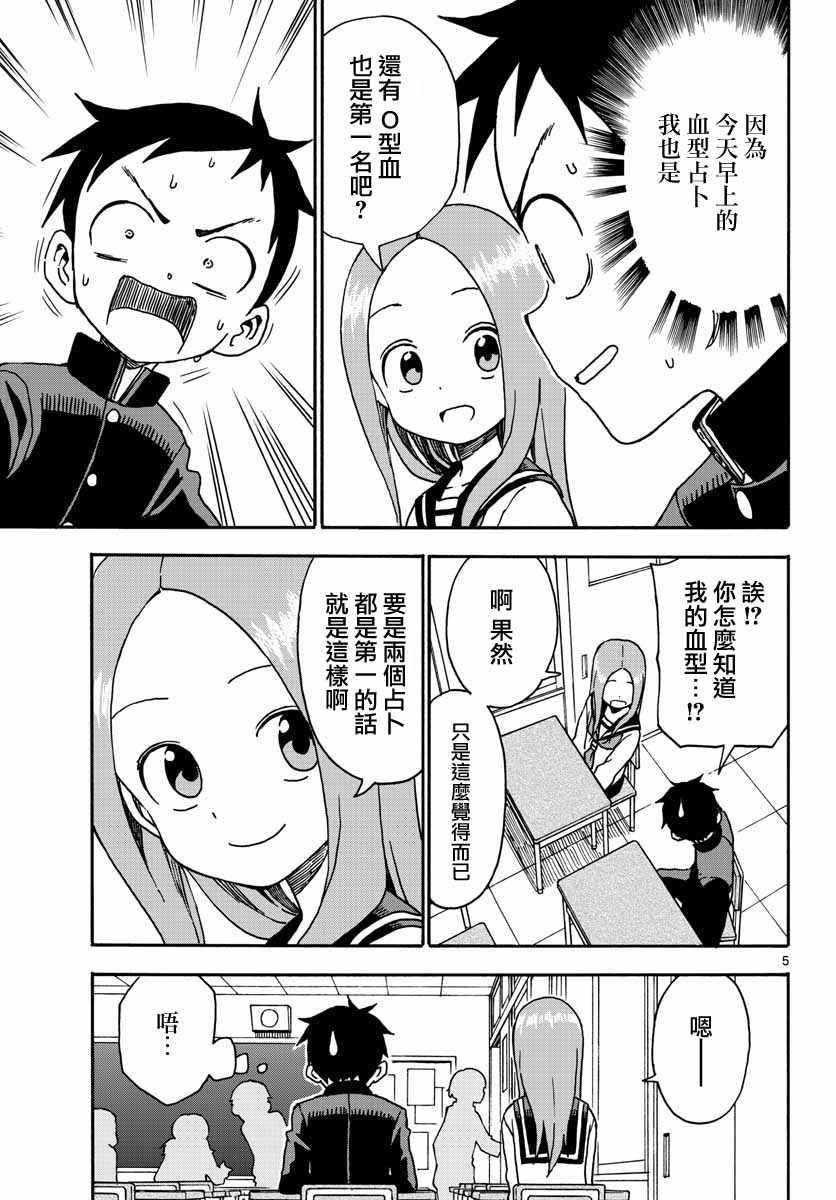 因為
今天早上的
血型占卜
我也是
還有O型血
也是第一名吧?
誒!?
你怎麼知道
我的血型…!?
啊 果然
只是這麼覺得而已
要是兩個占卜
都是第一的話
就是這樣啊
5
嗯——
唔…